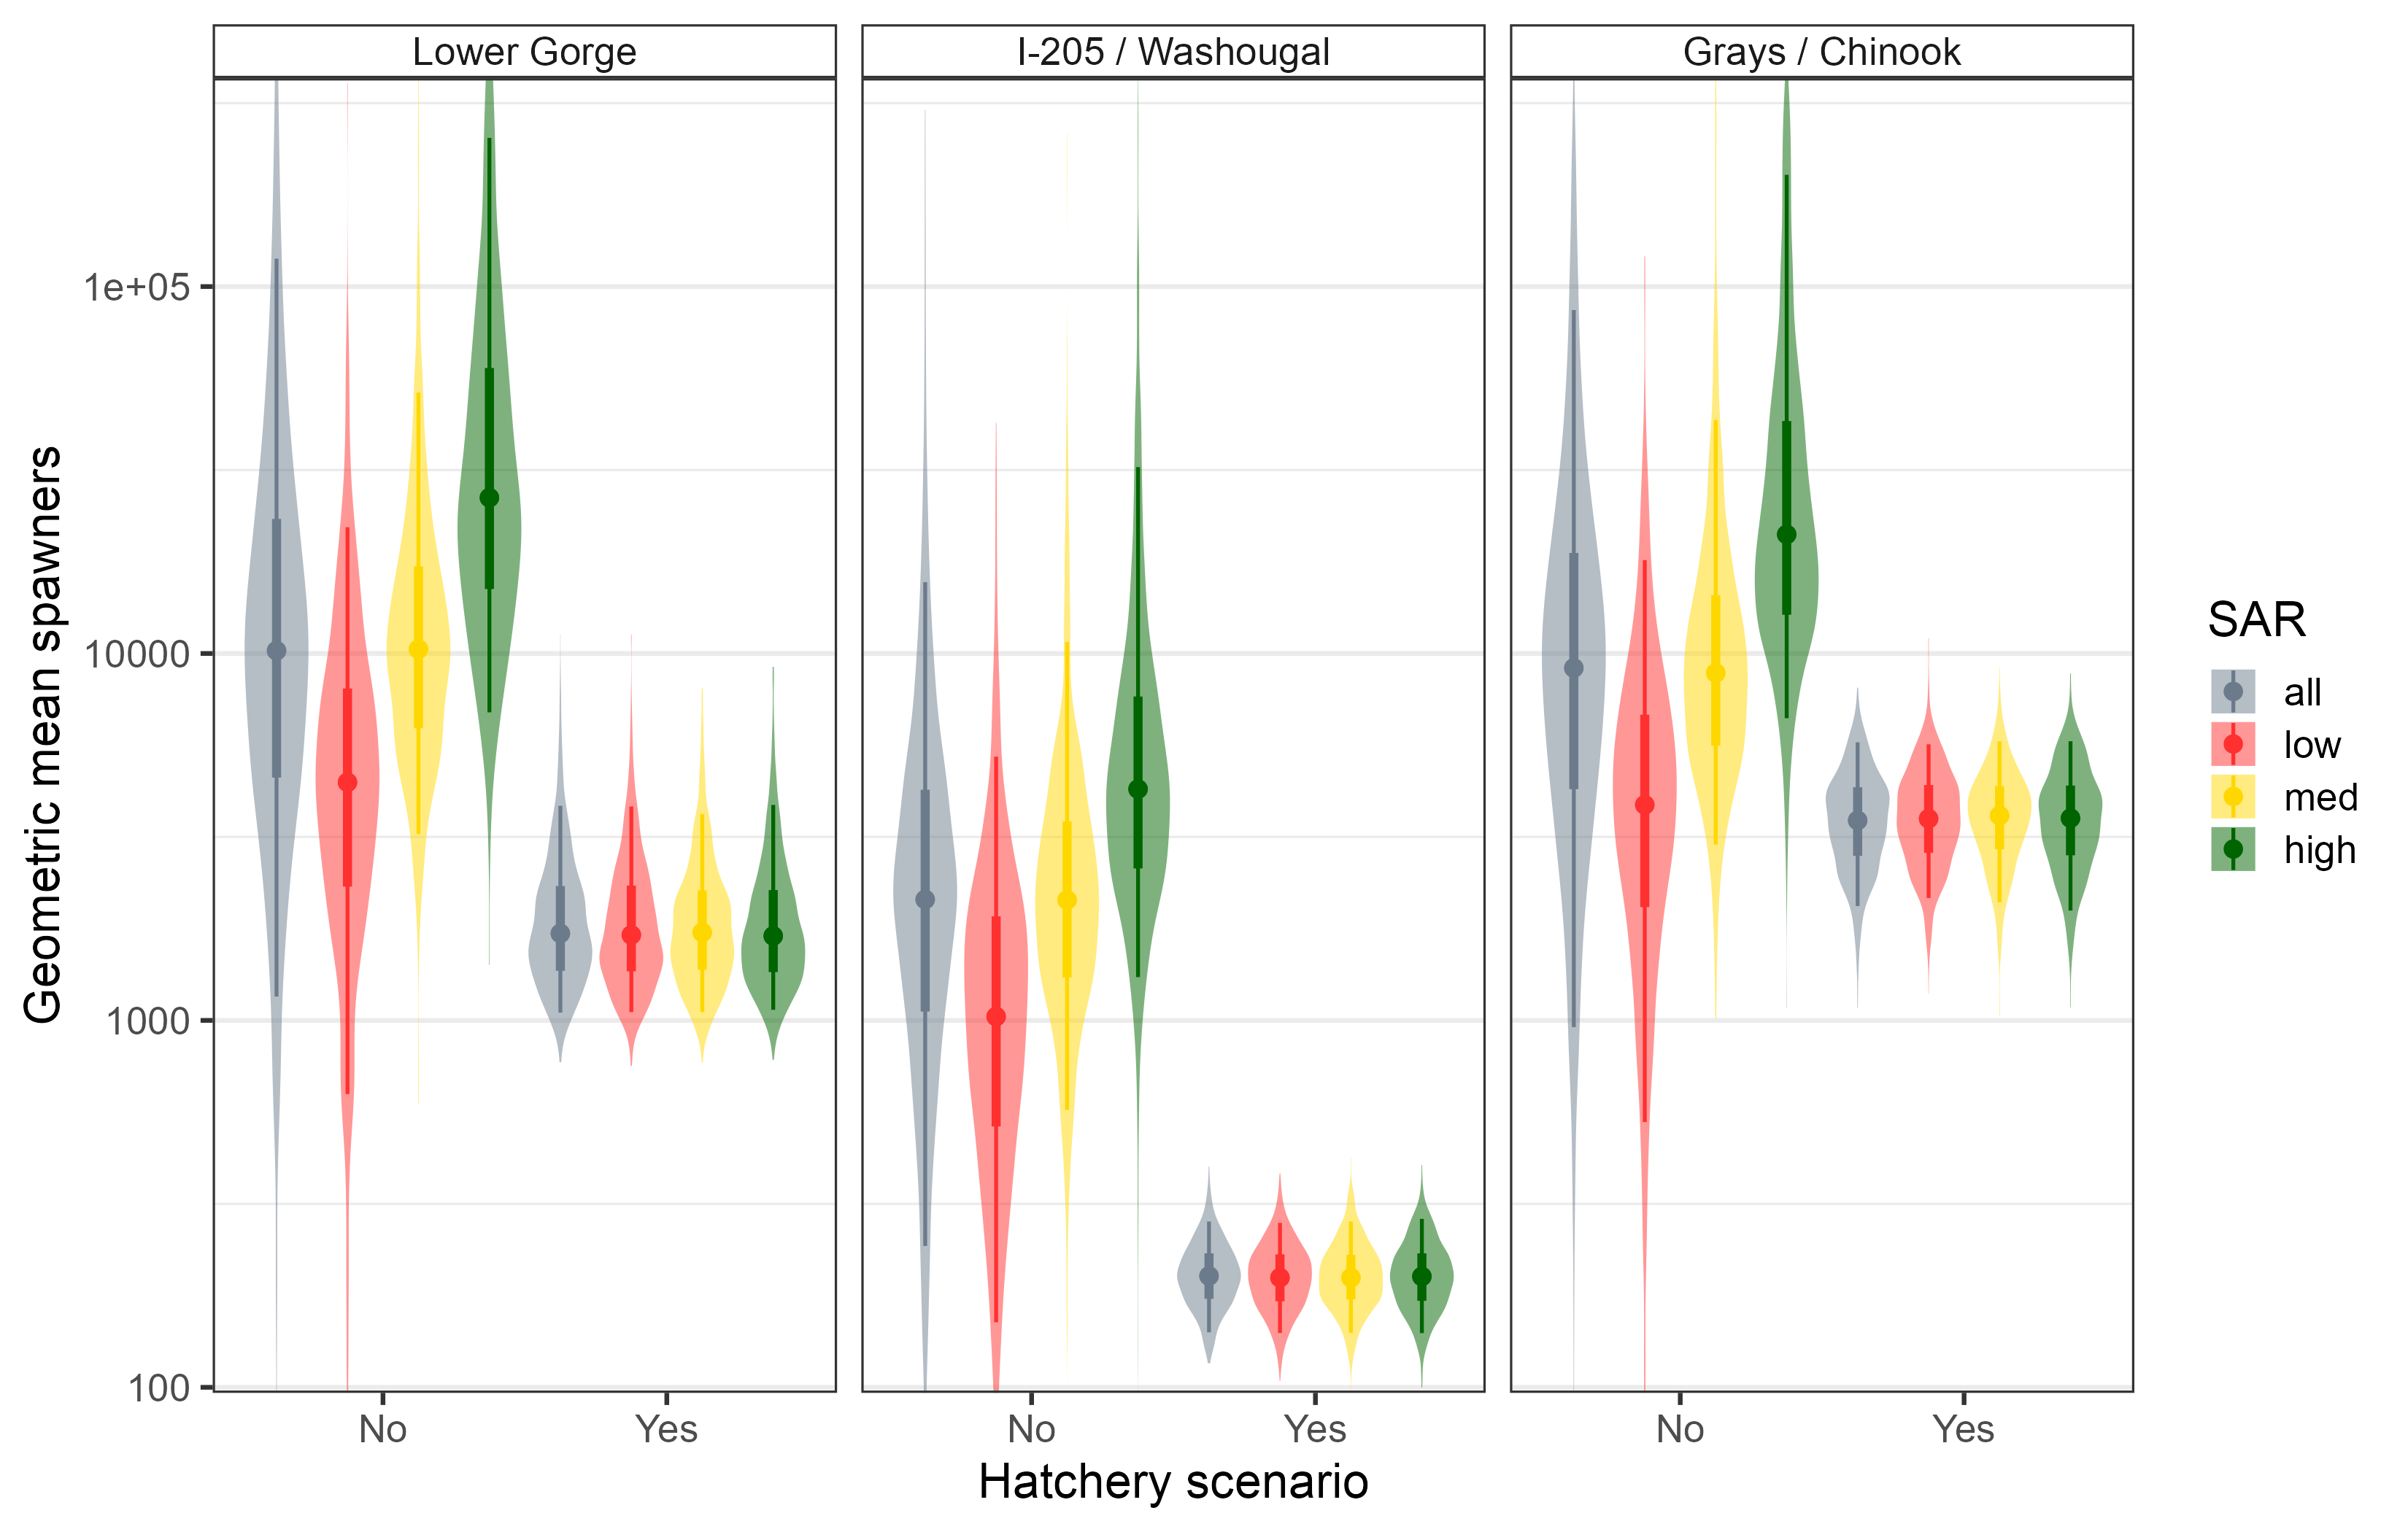 Lower Gorge
I-205 / Washougal
Grays / Chinook
Geometric mean spawners
1e+05
10000
1000
100
No
Yes
No
Yes
No
Yes
Hatchery scenario
SAR
all
low
med
high